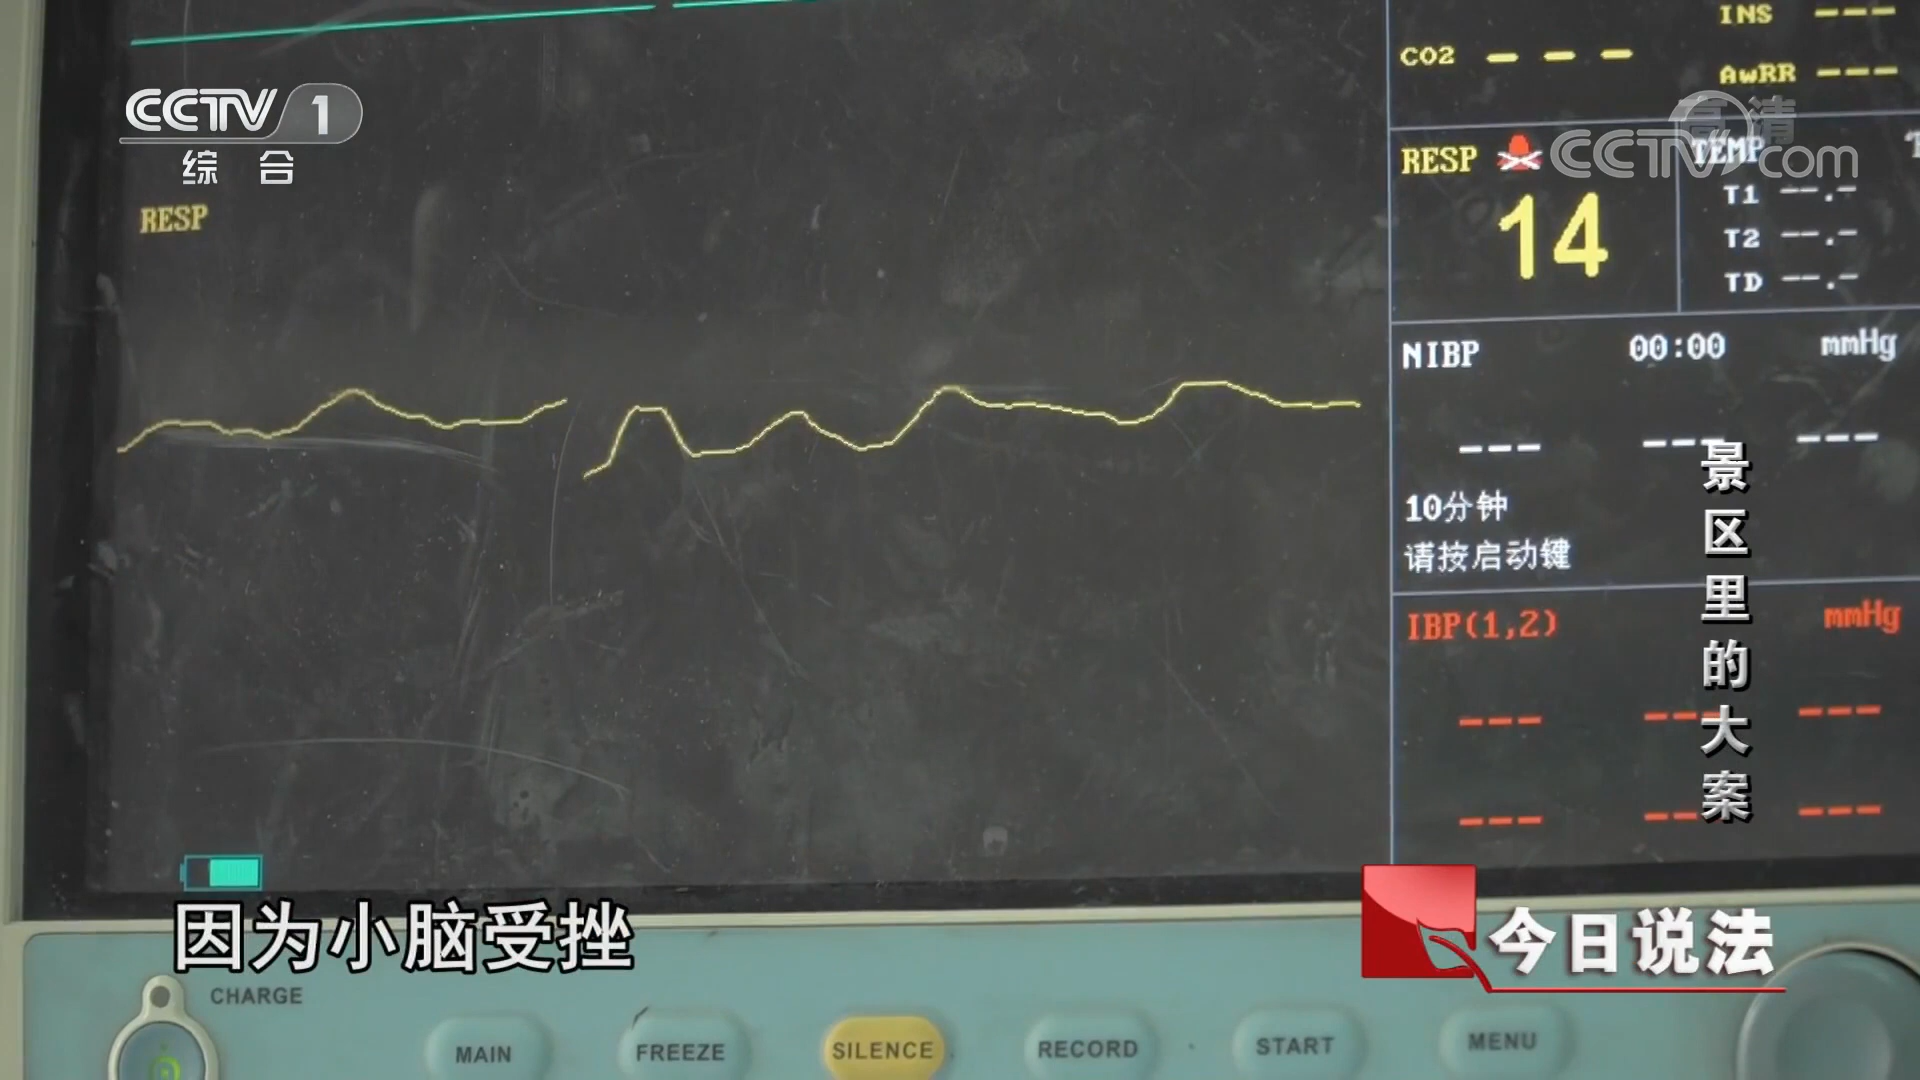 INS ---
CO2 ---
AwRR ---
CCTV 1
综合
高清
CCTV.com
RESP
RESP
14
TEMP
T1 --.-
T2 --.-
TD --.-
NIBP 00:00 mmHg
--- --- ---
10分钟
请按启动键
IBP(1,2) mmHg
--- --- ---
--- --- ---
景区里的大案
因为小脑受挫
今日说法
CHARGE
MAIN
FREEZE
SILENCE
RECORD
START
MENU